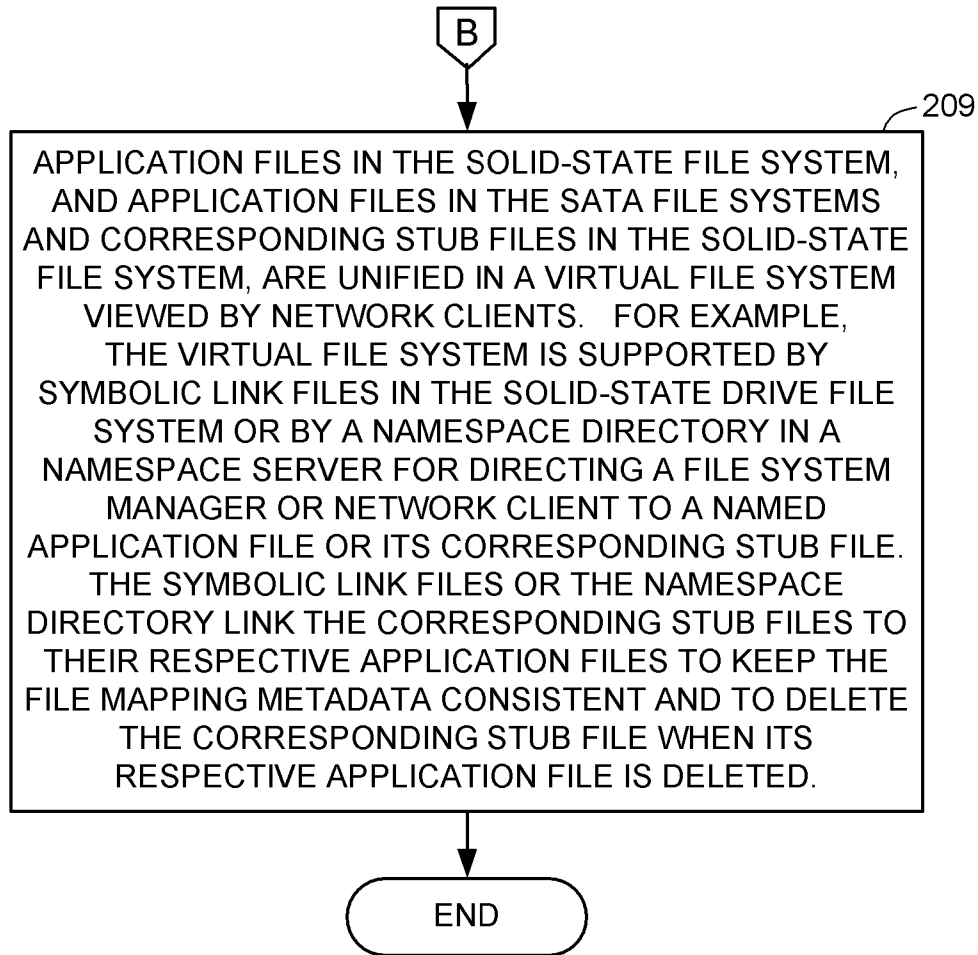 B
209
APPLICATION FILES IN THE SOLID-STATE FILE SYSTEM,
AND APPLICATION FILES IN THE SATA FILE SYSTEMS
AND CORRESPONDING STUB FILES IN THE SOLID-STATE
FILE SYSTEM, ARE UNIFIED IN A VIRTUAL FILE SYSTEM
VIEWED BY NETWORK CLIENTS.   FOR EXAMPLE,
THE VIRTUAL FILE SYSTEM IS SUPPORTED BY
SYMBOLIC LINK FILES IN THE SOLID-STATE DRIVE FILE
SYSTEM OR BY A NAMESPACE DIRECTORY IN A
NAMESPACE SERVER FOR DIRECTING A FILE SYSTEM
MANAGER OR NETWORK CLIENT TO A NAMED
APPLICATION FILE OR ITS CORRESPONDING STUB FILE.
THE SYMBOLIC LINK FILES OR THE NAMESPACE
DIRECTORY LINK THE CORRESPONDING STUB FILES TO
THEIR RESPECTIVE APPLICATION FILES TO KEEP THE
FILE MAPPING METADATA CONSISTENT AND TO DELETE
THE CORRESPONDING STUB FILE WHEN ITS
RESPECTIVE APPLICATION FILE IS DELETED.
END